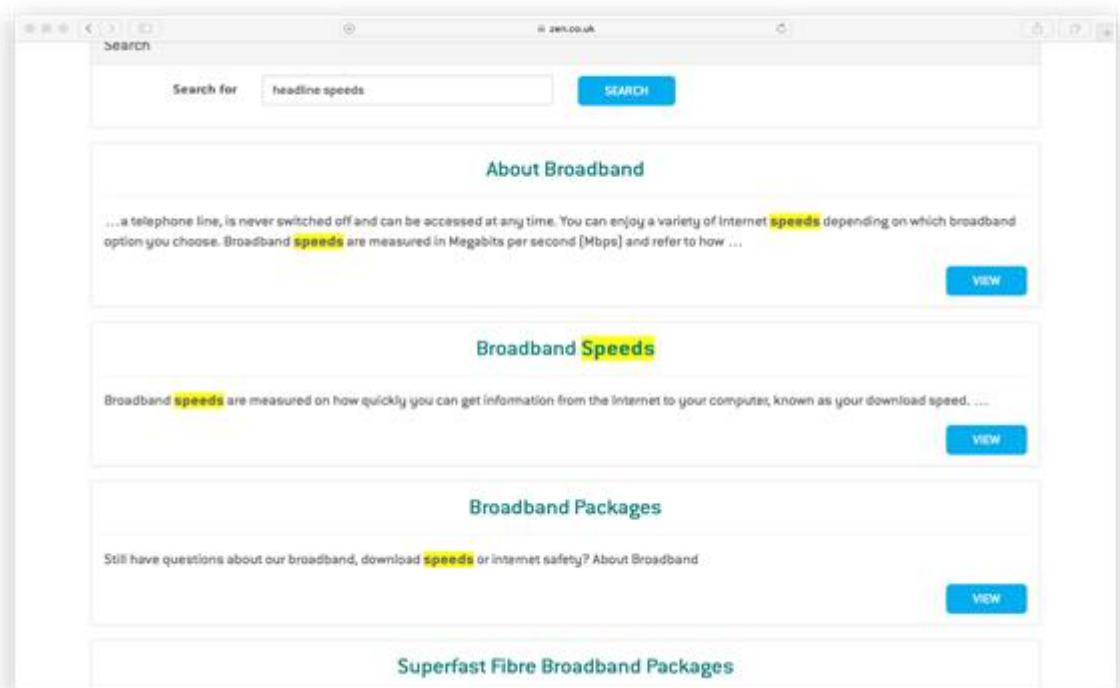 zen.co.uk
Search
Search for headline speeds SEARCH
About Broadband
...a telephone line, is never switched off and can be accessed at any time. You can enjoy a variety of Internet speeds depending on which broadband
option you choose. Broadband speeds are measured in Megabits per second (Mbps) and refer to how ...
VIEW
Broadband Speeds
Broadband speeds are measured on how quickly you can get information from the Internet to your computer, known as your download speed. ...
VIEW
Broadband Packages
Still have questions about our broadband, download speeds or internet safety? About Broadband
VIEW
Superfast Fibre Broadband Packages